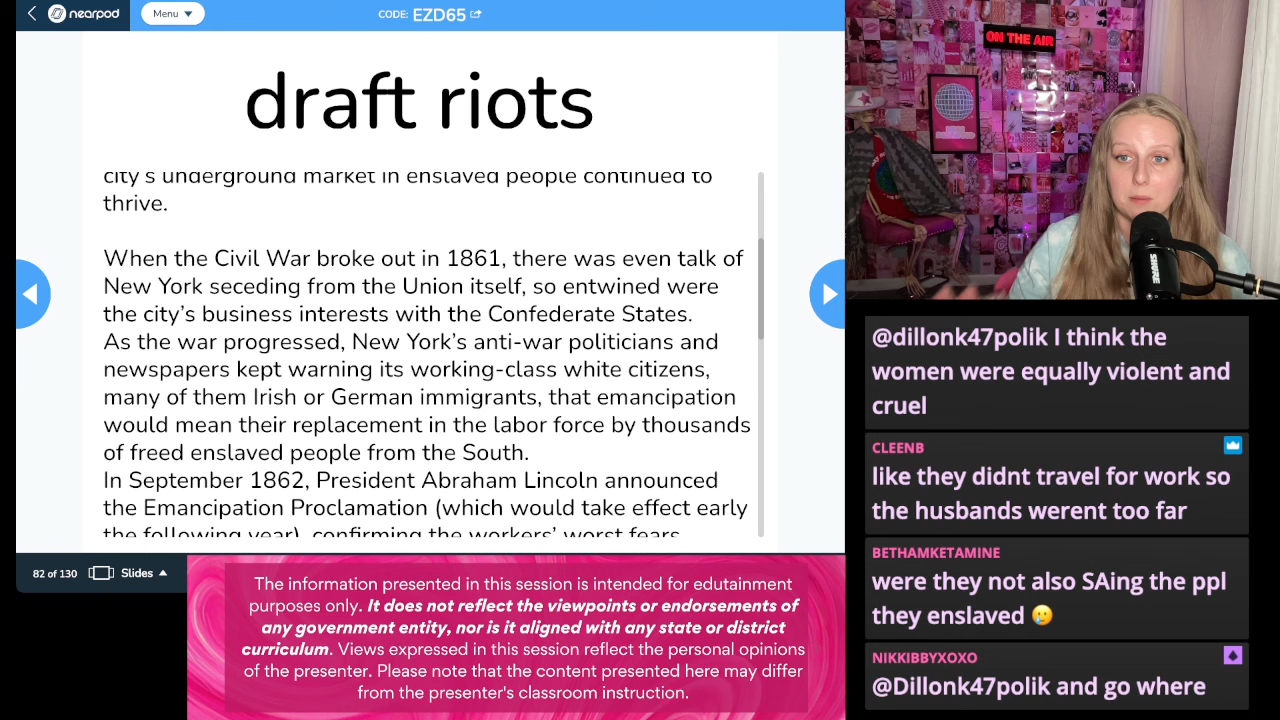 nearpod
Menu
CODE: EZD65
draft riots
city's underground market in enslaved people continued to
thrive.
When the Civil War broke out in 1861, there was even talk of
New York seceding from the Union itself, so entwined were
the city's business interests with the Confederate States.
As the war progressed, New York's anti-war politicians and
newspapers kept warning its working-class white citizens,
many of them Irish or German immigrants, that emancipation
would mean their replacement in the labor force by thousands
of freed enslaved people from the South.
In September 1862, President Abraham Lincoln announced
the Emancipation Proclamation (which would take effect early
the following year), confirming the workers' worst fears.
82 of 130
Slides
The information presented in this session is intended for edutainment
purposes only. It does not reflect the viewpoints or endorsements of
any government entity, nor is it aligned with any state or district
curriculum. Views expressed in this session reflect the personal opinions
of the presenter. Please note that the content presented here may differ
from the presenter's classroom instruction.
ON THE AIR
SHURE
@dillonk47polik I think the
women were equally violent and
cruel
CLEENB
like they didnt travel for work so
the husbands werent too far
BETHAMKETAMINE
were they not also SAing the ppl
they enslaved 🥲
NIKKIBBYXOXO
@Dillonk47polik and go where